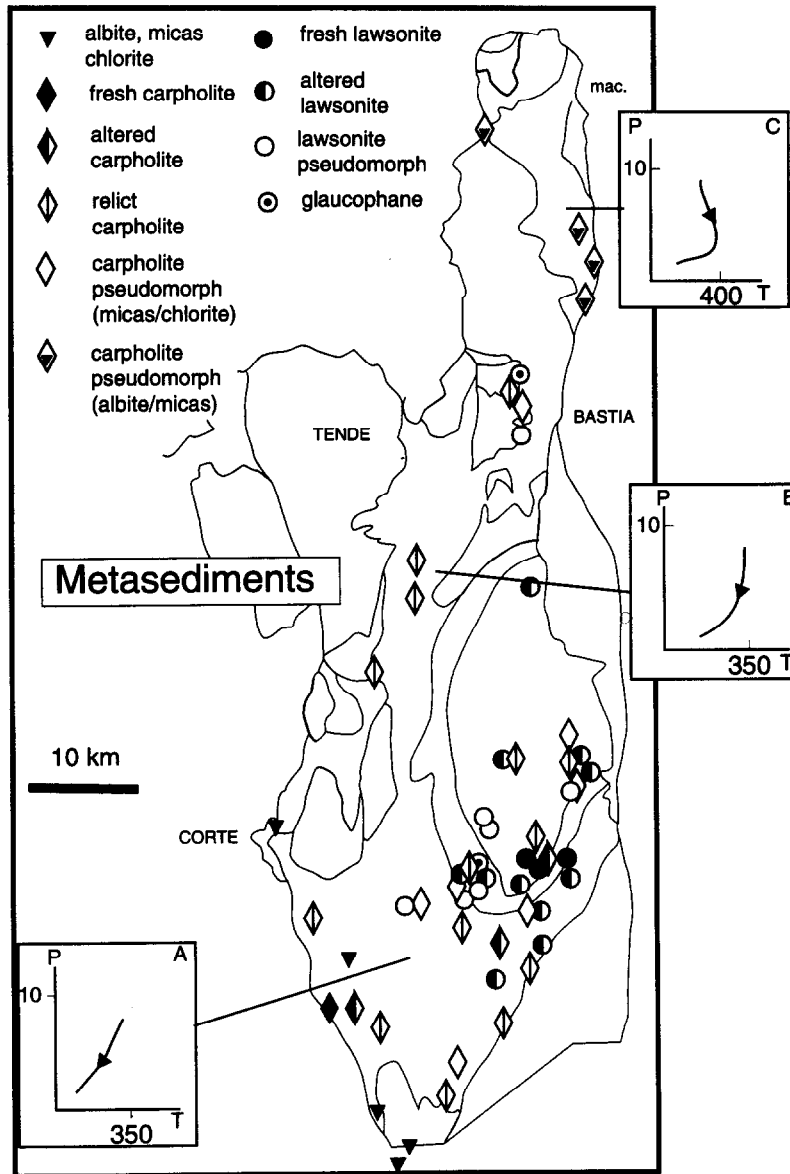 albite, micas
chlorite
fresh carpholite
altered
carpholite
relict
carpholite
carpholite
pseudomorph
(micas/chlorite)
carpholite
pseudomorph
(albite/micas)
fresh lawsonite
altered
lawsonite
lawsonite
pseudomorph
glaucophane
mac.
P
C
10
400
T
TENDE
BASTIA
P
10
350
T
Metasediments
10 km
CORTE
P
A
10
350
T